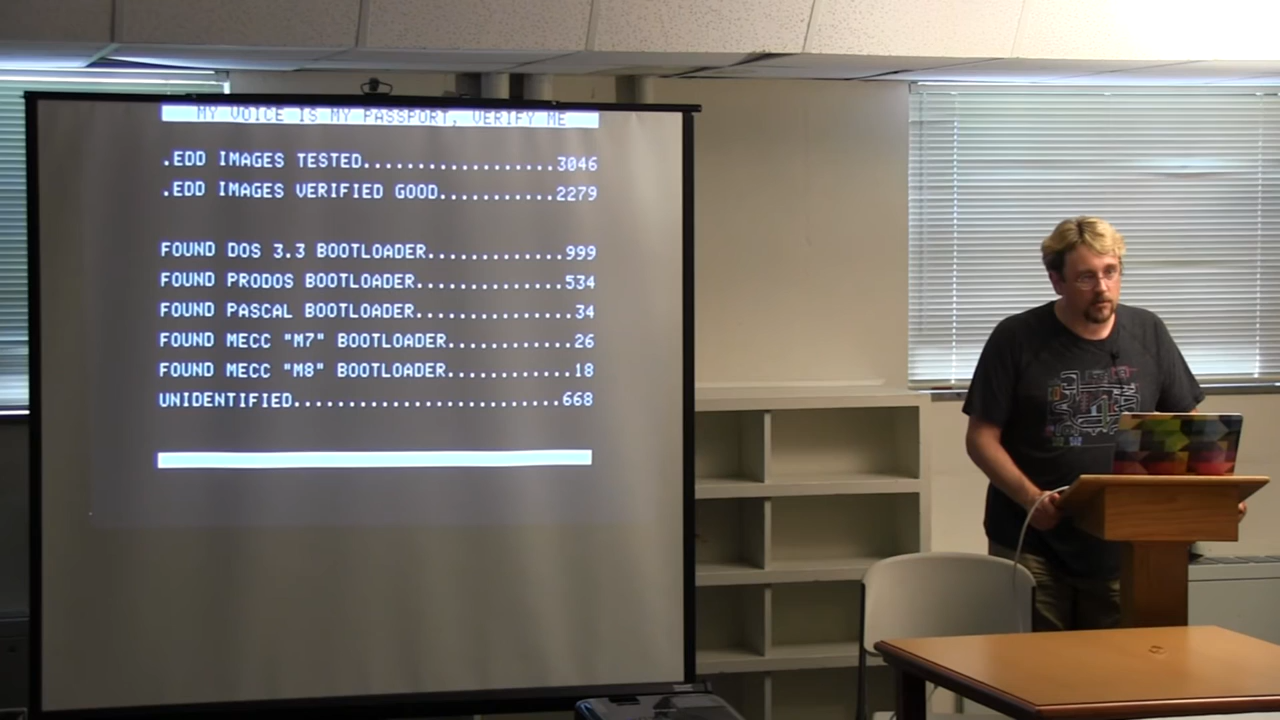 MY VOICE IS MY PASSPORT, VERIFY ME
.EDD IMAGES TESTED..................3046
.EDD IMAGES VERIFIED GOOD...........2279
FOUND DOS 3.3 BOOTLOADER.............999
FOUND PRODOS BOOTLOADER..............534
FOUND PASCAL BOOTLOADER...............34
FOUND MECC "M7" BOOTLOADER............26
FOUND MECC "M8" BOOTLOADER............18
UNIDENTIFIED.........................668